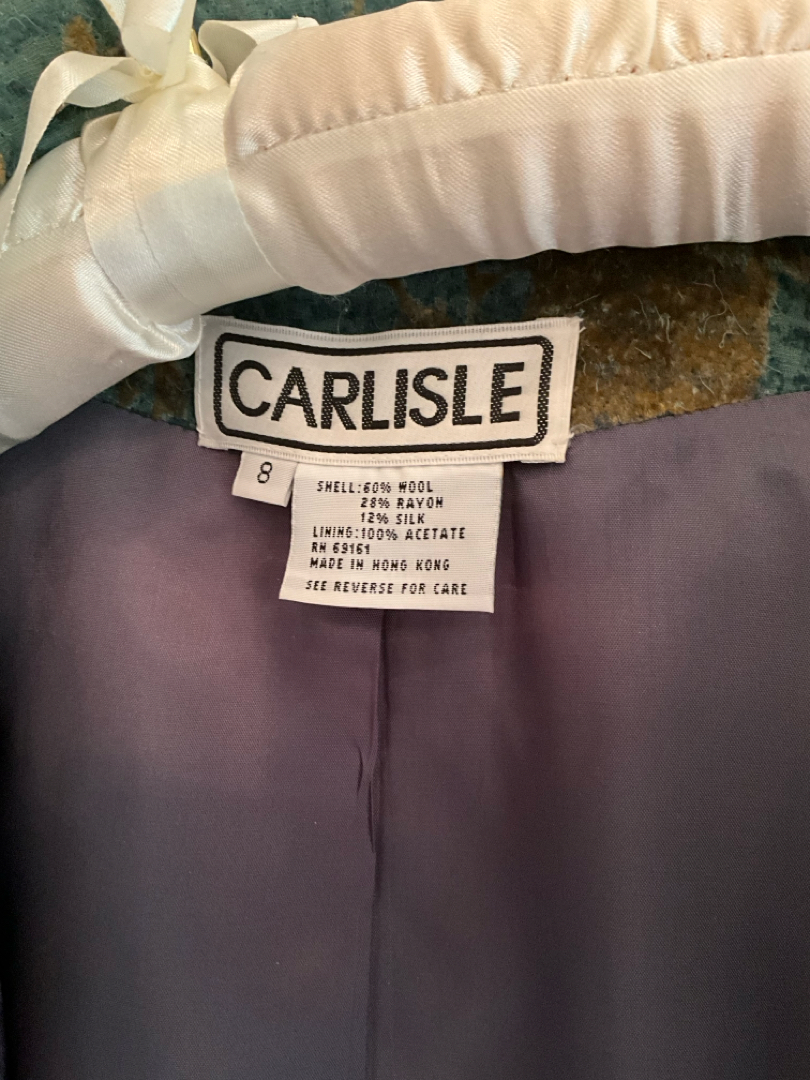 CARLISLE
8
SHELL:60% WOOL
28% RAYON
12% SILK
LINING:100% ACETATE
RN 69161
MADE IN HONG KONG
SEE REVERSE FOR CARE